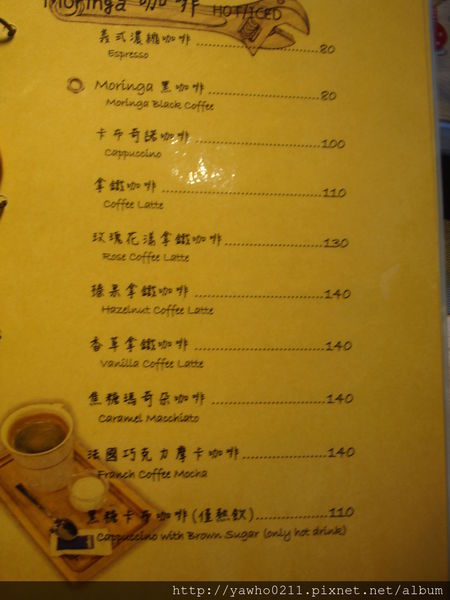 Moringa 咖啡 HOT/ICED
義式濃縮咖啡 ........................ 80
Espresso
Moringa 黑咖啡 ........................ 80
Moringa Black Coffee
卡布奇諾咖啡 ........................ 100
Cappuccino
拿鐵咖啡 ........................ 110
Coffee Latte
玫瑰花漾拿鐵咖啡 ........................ 130
Rose Coffee Latte
榛果拿鐵咖啡 ........................ 140
Hazelnut Coffee Latte
香草拿鐵咖啡 ........................ 140
Vanilla Coffee Latte
焦糖瑪奇朵咖啡 ........................ 140
Caramel Macchiato
法國巧克力摩卡咖啡 ........................ 140
Franch Coffee Mocha
黑糖卡布咖啡(僅熱飲) ........................ 110
Cappuccino with Brown Sugar (only hot drink)
http://yawho0211.pixnet.net/album